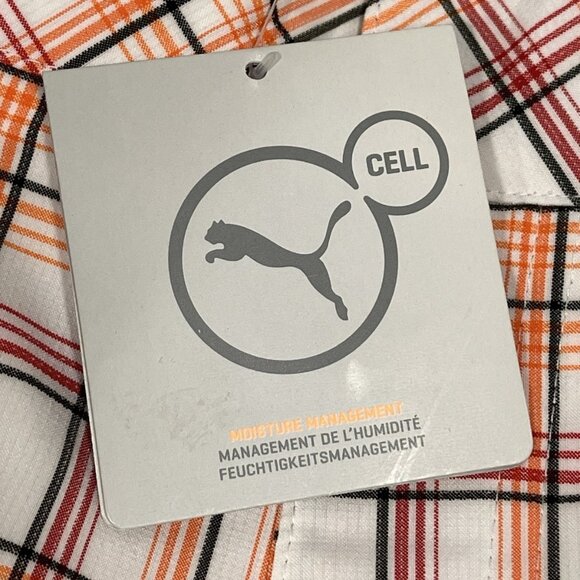 CELL
MOISTURE MANAGEMENT
MANAGEMENT DE L'HUMIDITÉ
FEUCHTIGKEITSMANAGEMENT